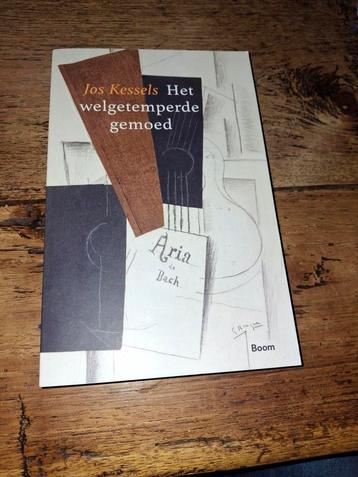 Jos Kessels Het
welgetemperde
gemoed
Aria
de
Bach
Boom